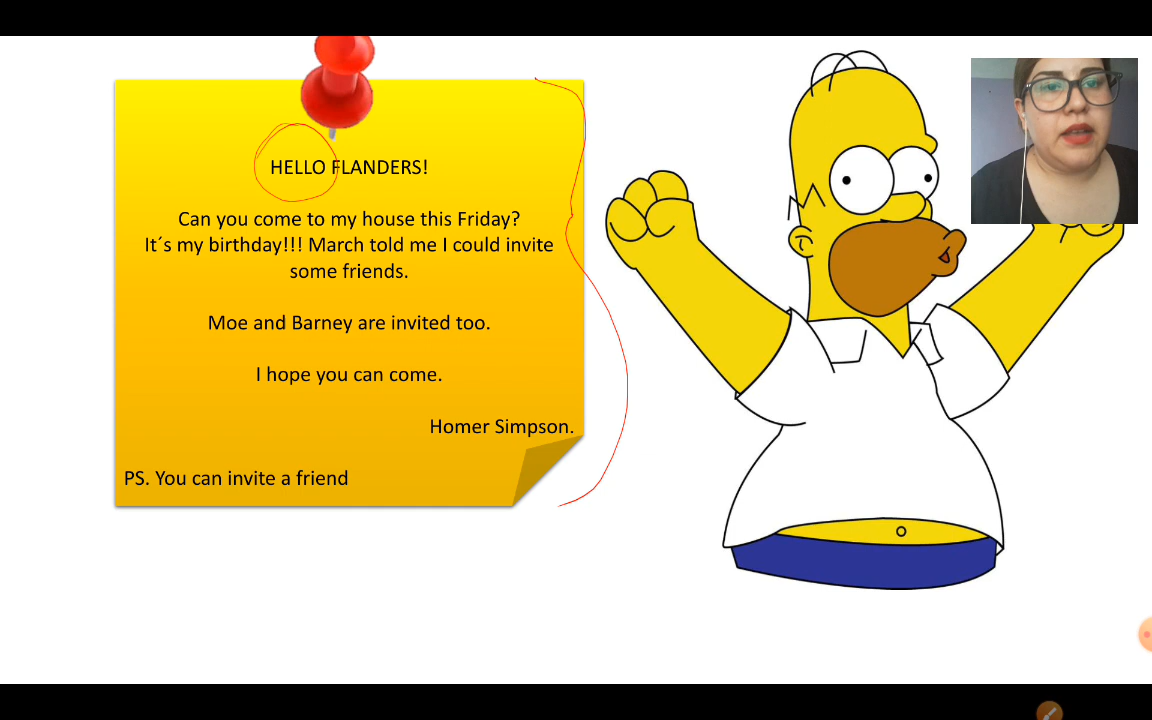 HELLO FLANDERS!
Can you come to my house this Friday?
It´s my birthday!!! March told me I could invite
some friends.
Moe and Barney are invited too.
I hope you can come.
Homer Simpson.
PS. You can invite a friend